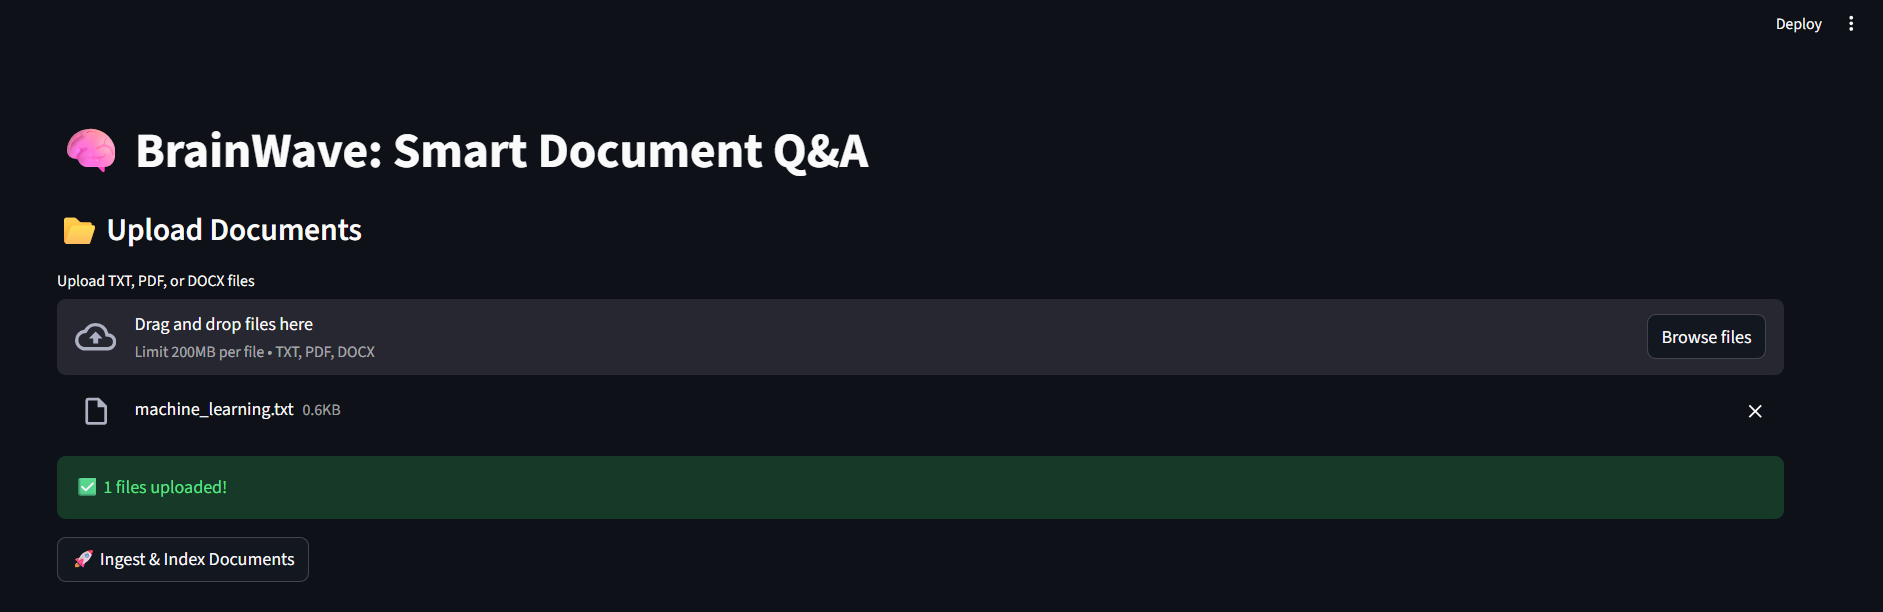 Deploy
BrainWave: Smart Document Q&A
Upload Documents
Upload TXT, PDF, or DOCX files
Drag and drop files here
Limit 200MB per file • TXT, PDF, DOCX
Browse files
machine_learning.txt 0.6KB
1 files uploaded!
Ingest & Index Documents